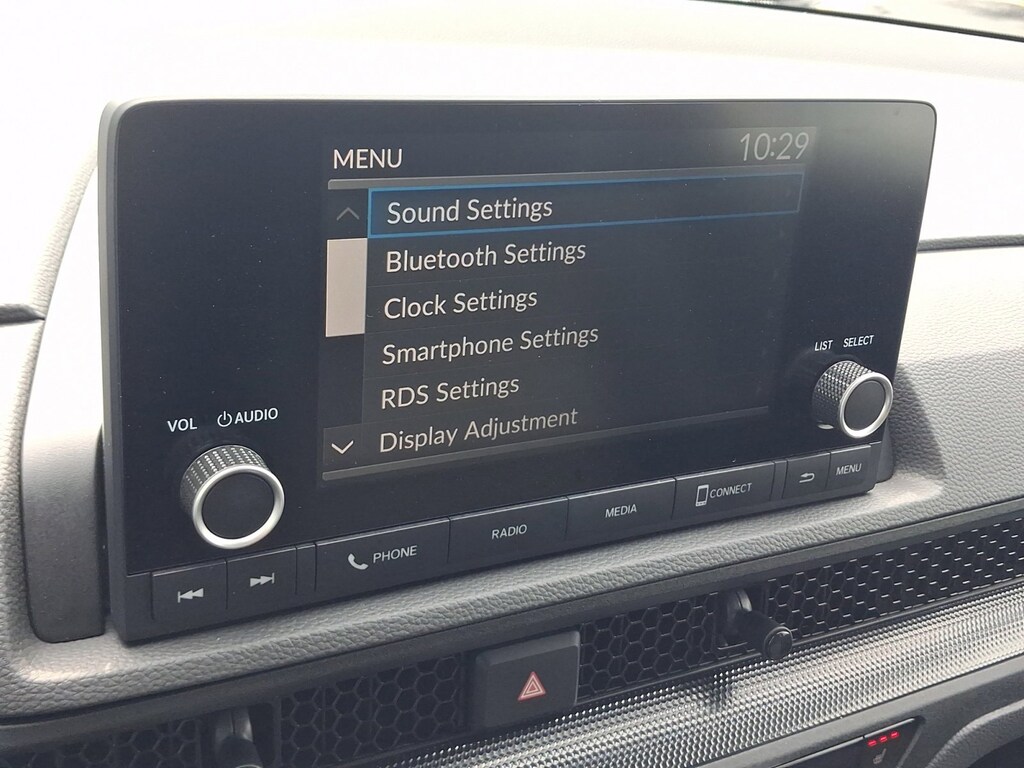 MENU
10:29
Sound Settings
Bluetooth Settings
Clock Settings
Smartphone Settings
RDS Settings
Display Adjustment
VOL AUDIO
LIST SELECT
PHONE
RADIO
MEDIA
CONNECT
MENU